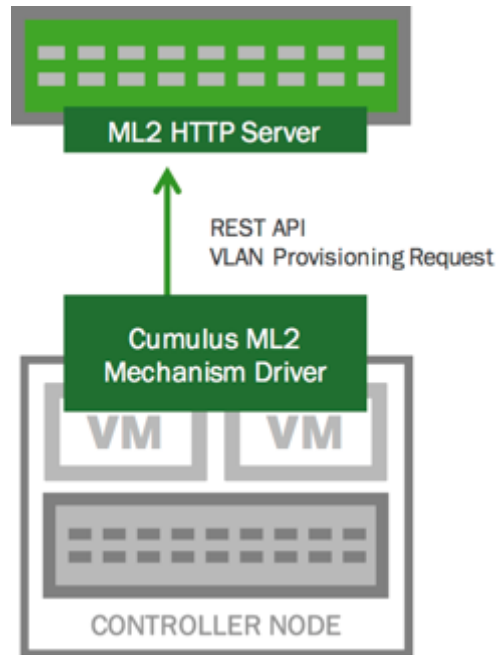 ML2 HTTP Server
REST API
VLAN Provisioning Request
Cumulus ML2
Mechanism Driver
VM VM
CONTROLLER NODE